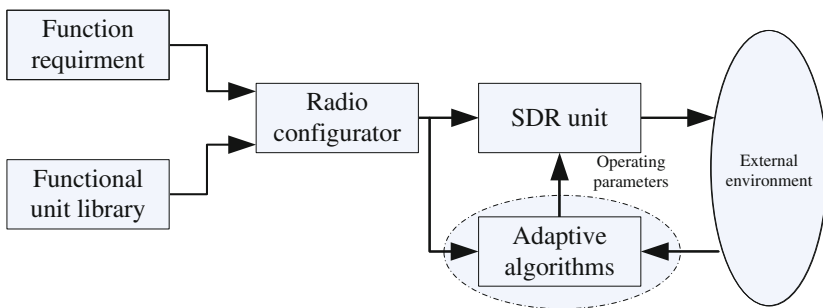 Function
requirment
Functional
unit library
Radio
configurator
SDR unit
Operating
parameters
Adaptive
algorithms
External
environment